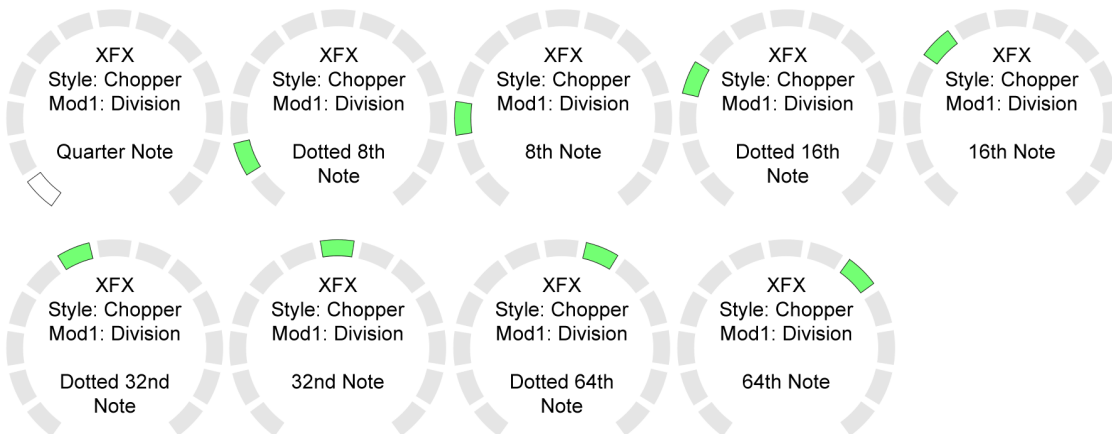 XFX
Style: Chopper
Mod1: Division
Quarter Note
XFX
Style: Chopper
Mod1: Division
Dotted 8th
Note
XFX
Style: Chopper
Mod1: Division
8th Note
XFX
Style: Chopper
Mod1: Division
Dotted 16th
Note
XFX
Style: Chopper
Mod1: Division
16th Note
XFX
Style: Chopper
Mod1: Division
Dotted 32nd
Note
XFX
Style: Chopper
Mod1: Division
32nd Note
XFX
Style: Chopper
Mod1: Division
Dotted 64th
Note
XFX
Style: Chopper
Mod1: Division
64th Note